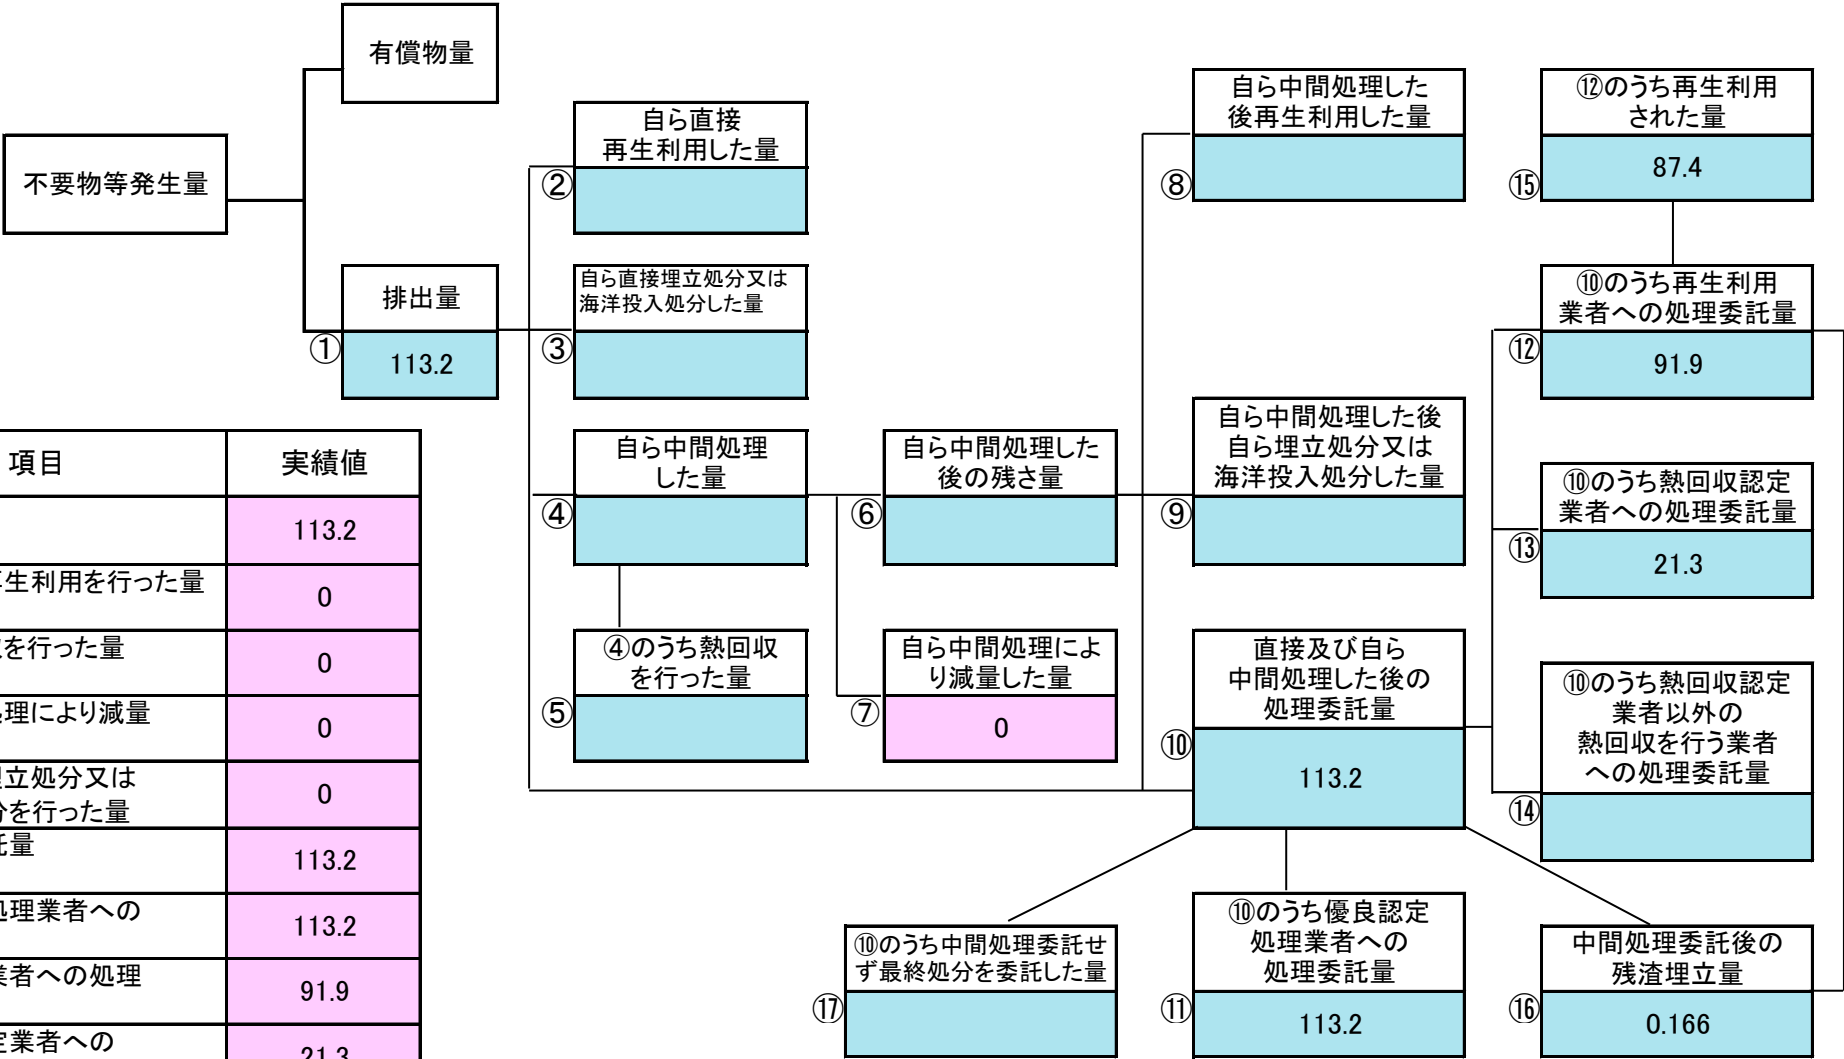 有償物量
不要物等発生量
排出量
①
113.2
自ら直接
再生利用した量
②
自ら直接埋立処分又は
海洋投入処分した量
③
自ら中間処理
した量
④
④のうち熱回収
を行った量
⑤
自ら中間処理した
後の残さ量
⑥
自ら中間処理によ
り減量した量
⑦
0
自ら中間処理した
後再生利用した量
⑧
自ら中間処理した後
自ら埋立処分又は
海洋投入処分した量
⑨
直接及び自ら
中間処理した後の
処理委託量
⑩
113.2
⑫のうち再生利用
された量
⑮
87.4
⑩のうち再生利用
業者への処理委託量
⑫
91.9
⑩のうち熱回収認定
業者への処理委託量
⑬
21.3
⑩のうち熱回収認定
業者以外の
熱回収を行う業者
への処理委託量
⑭
⑩のうち中間処理委託せ
ず最終処分を委託した量
⑰
⑩のうち優良認定
処理業者への
処理委託量
⑪
113.2
中間処理委託後の
残渣埋立量
⑯
0.166
項目
実績値
113.2
生利用を行った量
0
を行った量
0
理により減量
0
立処分又は
を行った量
0
量
113.2
処理業者への
113.2
業者への処理
91.9
業者への
21.3